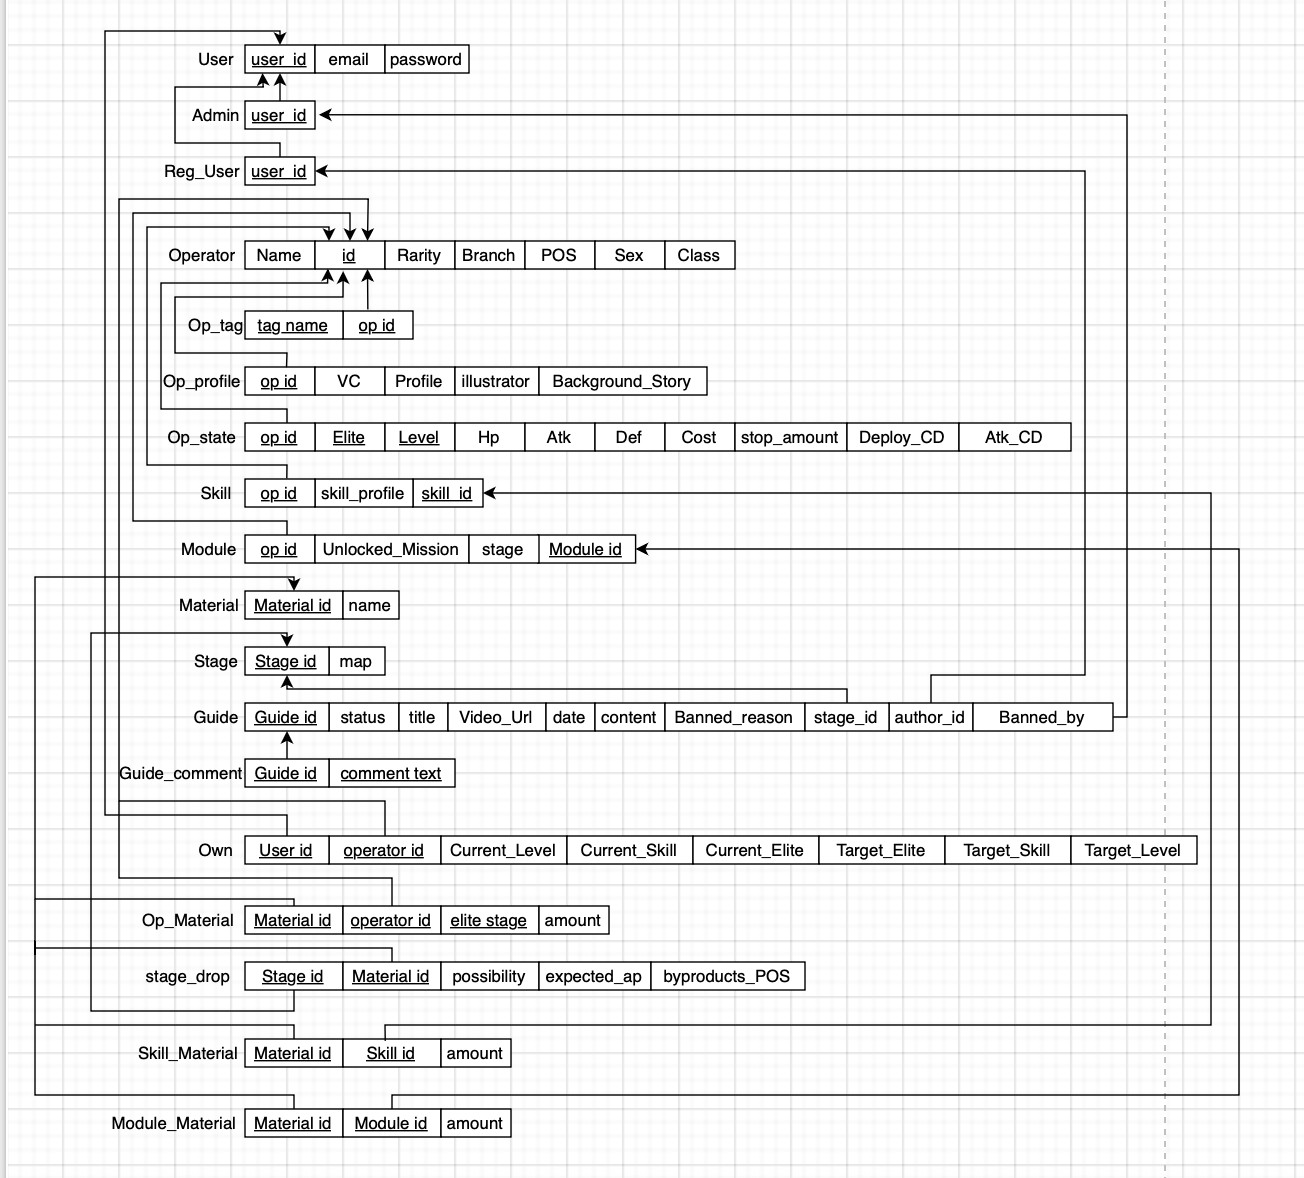 User user_id email password
Admin user_id
Reg_User user_id
Operator Name id Rarity Branch POS Sex Class
Op_tag tag name op id
Op_profile op id VC Profile illustrator Background_Story
Op_state op id Elite Level Hp Atk Def Cost stop_amount Deploy_CD Atk_CD
Skill op id skill_profile skill_id
Module op id Unlocked_Mission stage Module id
Material Material id name
Stage Stage id map
Guide Guide id status title Video_Url date content Banned_reason stage_id author_id Banned_by
Guide_comment Guide id comment text
Own User id operator id Current_Level Current_Skill Current_Elite Target_Elite Target_Skill Target_Level
Op_Material Material id operator id elite stage amount
stage_drop Stage id Material id possibility expected_ap byproducts_POS
Skill_Material Material id Skill id amount
Module_Material Material id Module id amount